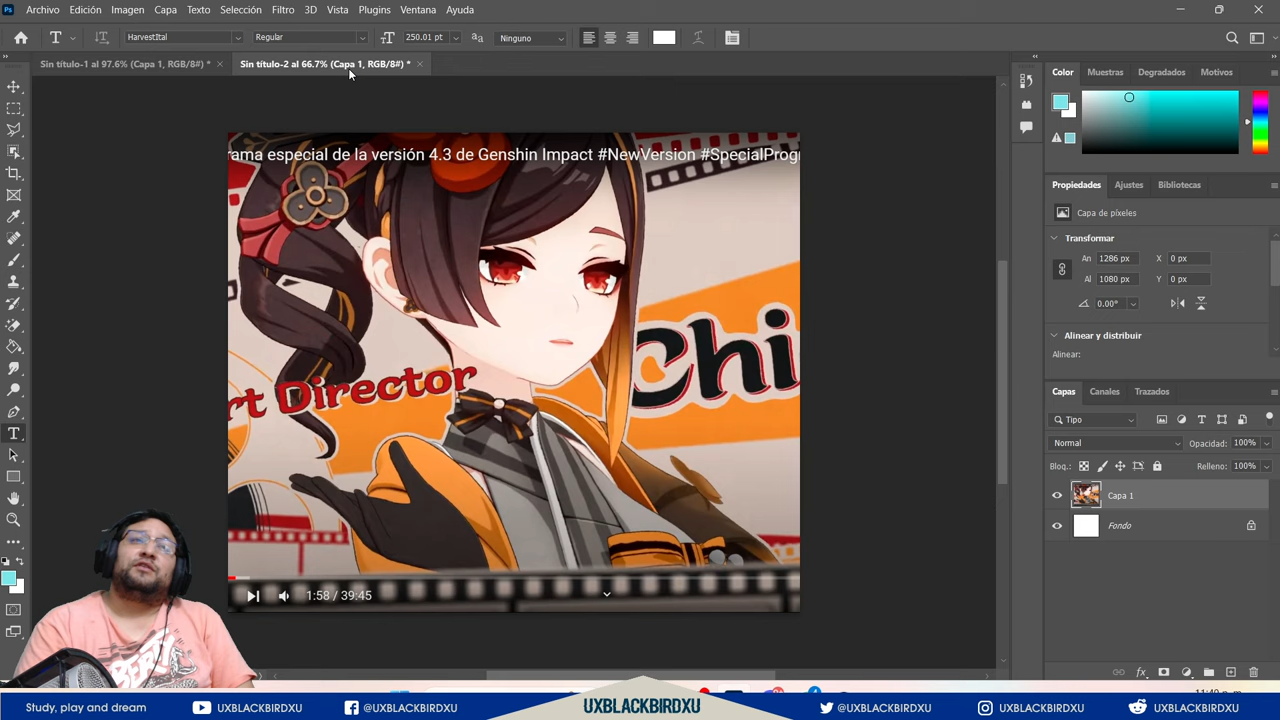 Archivo Edición Imagen Capa Texto Selección Filtro 3D Vista Plugins Ventana Ayuda
HarvestItal Regular 250.01 pt Ninguno
Sin título-1 al 97.6% (Capa 1, RGB/8#) * Sin título-2 al 66.7% (Capa 1, RGB/8#) *
Color Muestras Degradados Motivos
rama especial de la versión 4.3 de Genshin Impact #NewVersion #SpecialProgr
Propiedades Ajustes Bibliotecas
Capa de píxeles
Transformar
An 1286 px X 0 px
Al 1080 px Y 0 px
0.00°
Alinear y distribuir
Alinear:
Chi
rt Director
Capas Canales Trazados
Tipo
Normal Opacidad: 100%
Bloq.: Relleno: 100%
Capa 1
Fondo
1:58 / 39:45
Study, play and dream UXBLACKBIRDXU @UXBLACKBIRDXU UXBLACKBIRDXU @UXBLACKBIRDXU @UXBLACKBIRDXU @UXBLACKBIRDXU